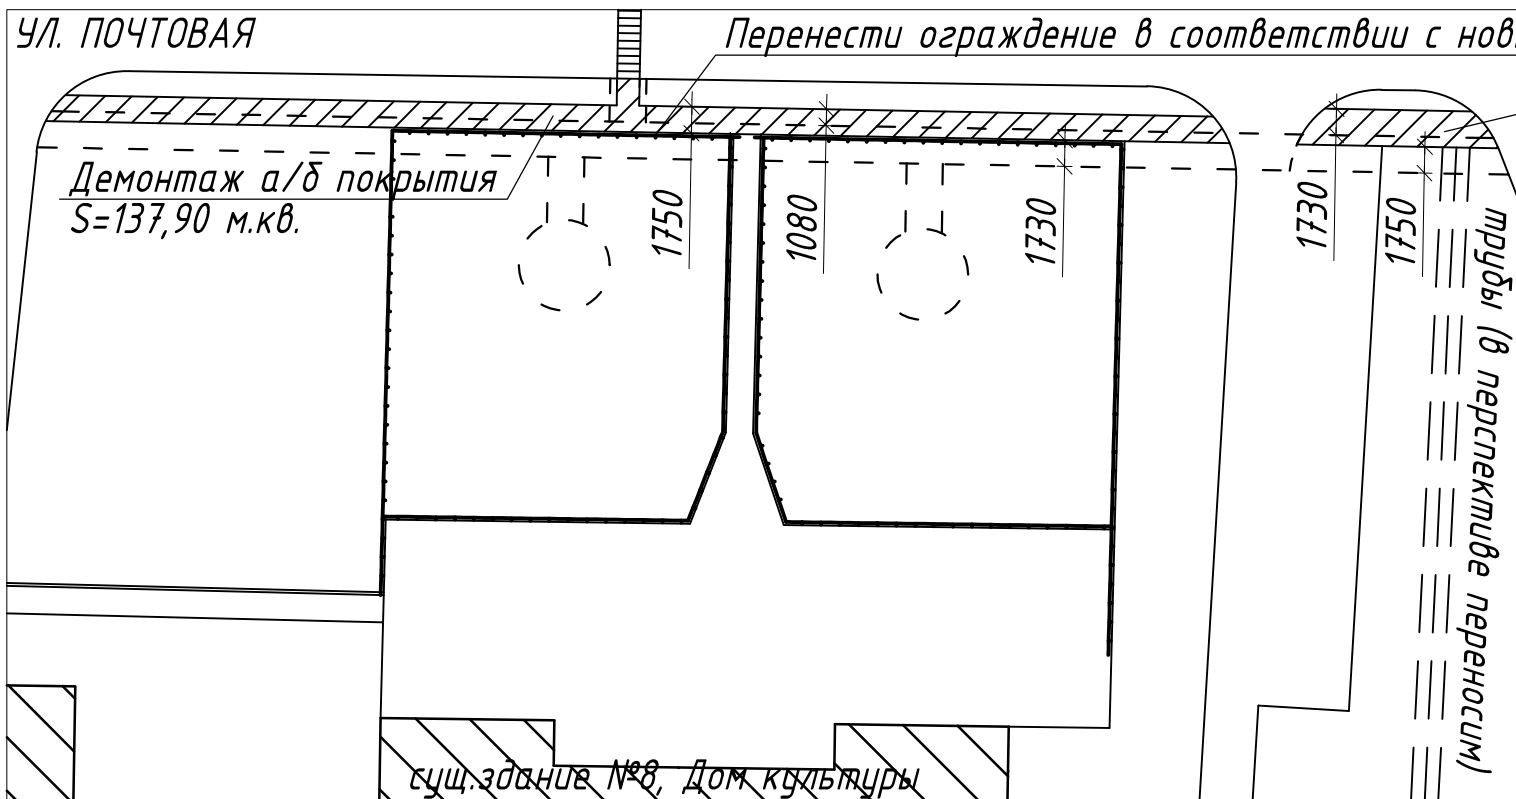 УЛ. ПОЧТОВАЯ
Перенести ограждение в соответствии с
Демонтаж а/б покрытия
S=137,90 м.кв.
1750
1080
1730
1730
1750
трубы (в перспективе переносим)
сущ.здание №8, Дом культуры